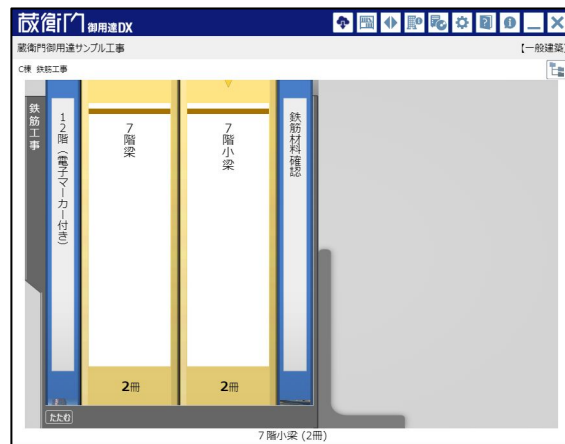 蔵衛門御用達DX
蔵衛門御用達サンプル工事
【一般建築】
C棟 鉄筋工事
鉄筋工事
12階（電子マーカー付き）
7階梁
7階小梁
鉄筋材料確認
2冊
2冊
たたむ
7階小梁 (2冊)